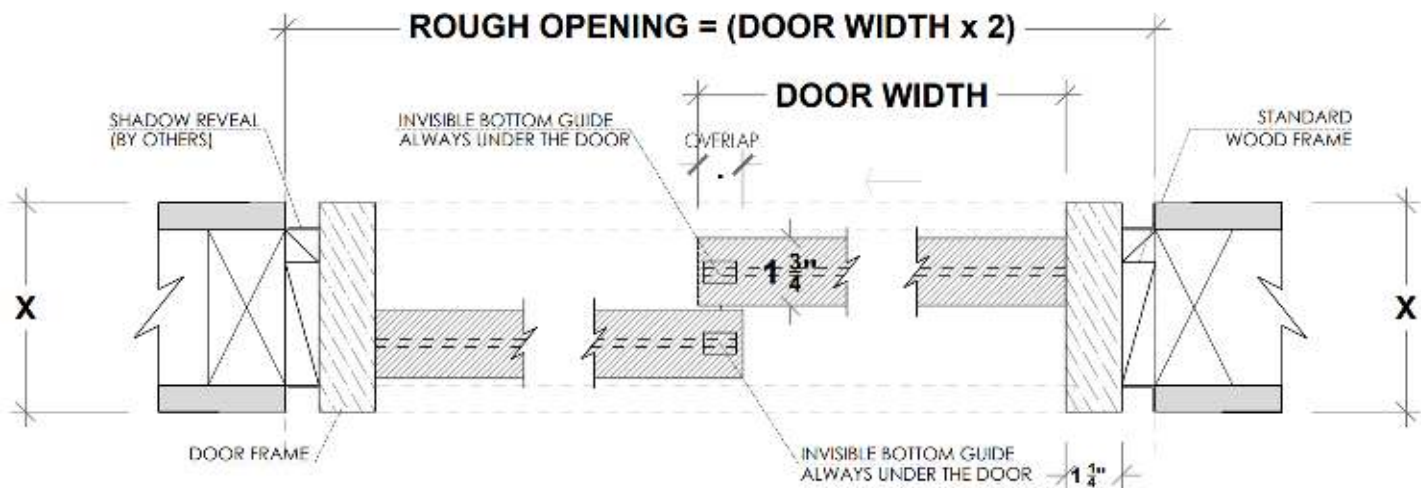 ROUGH OPENING = (DOOR WIDTH x 2)
DOOR WIDTH
SHADOW REVEAL
(BY OTHERS)
INVISIBLE BOTTOM GUIDE
ALWAYS UNDER THE DOOR
OVERLAP
STANDARD
WOOD FRAME
X
1 3/4"
X
DOOR FRAME
INVISIBLE BOTTOM GUIDE
ALWAYS UNDER THE DOOR
1 1/4"